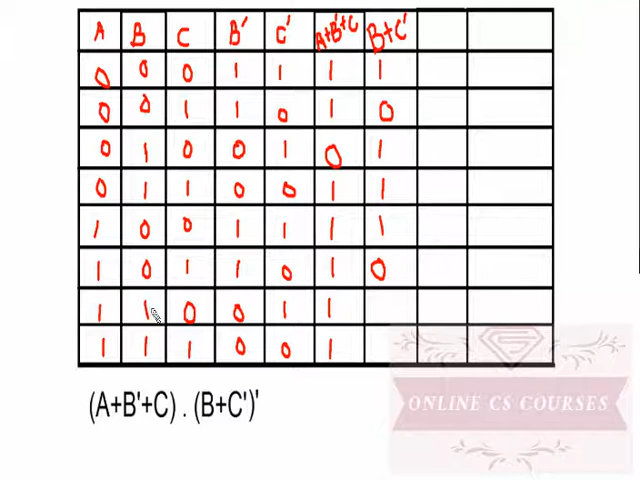 A B C B' C' A+B'+C B+C'
0 0 0 1 1 1 1
0 0 1 1 0 1 0
0 1 0 0 1 0 1
0 1 1 0 0 1 1
1 0 0 1 1 1 1
1 0 1 1 0 1 0
1 1 0 0 1 1
1 1 1 0 0 1
(A+B'+C) . (B+C')'
ONLINE CS COURSES